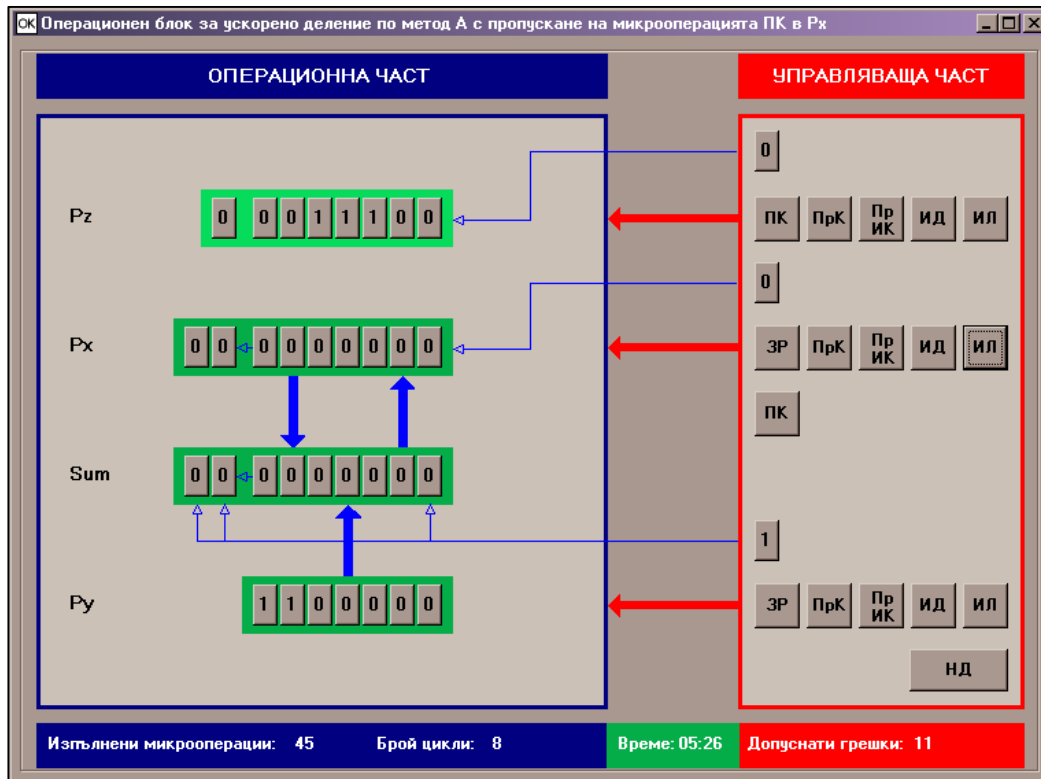 OK Операционен блок за ускорено деление по метод А с пропускане на микрооперацията ПК в Рх
ОПЕРАЦИОННА ЧАСТ
УПРАВЛЯВАЩА ЧАСТ
0
Pz 0 0 0 1 1 1 0 0 ПК ПрК Пр ИК ИД ИЛ
0
Px 0 0 0 0 0 0 0 0 0 ЗР ПрК Пр ИК ИД ИЛ
ПК
Sum 0 0 0 0 0 0 0 0 0
1
Py 1 1 0 0 0 0 0 ЗР ПрК Пр ИК ИД ИЛ
НД
Изпълнени микрооперации: 45 Брой цикли: 8 Време: 05:26 Допуснати грешки: 11